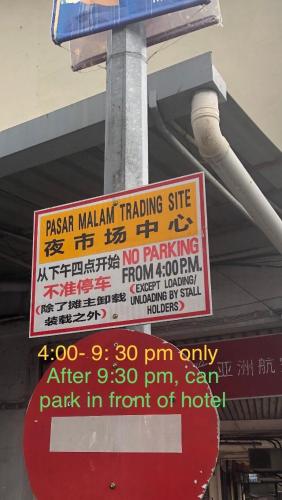 PASAR MALAM TRADING SITE
夜市场中心
从下午四点开始
不准停车
(除了摊主卸载
装载之外)
NO PARKING
FROM 4:00 P.M.
(EXCEPT LOADING/
UNLOADING BY STALL
HOLDERS)
4:00- 9: 30 pm only
After 9:30 pm, can
park in front of hotel
亚洲航